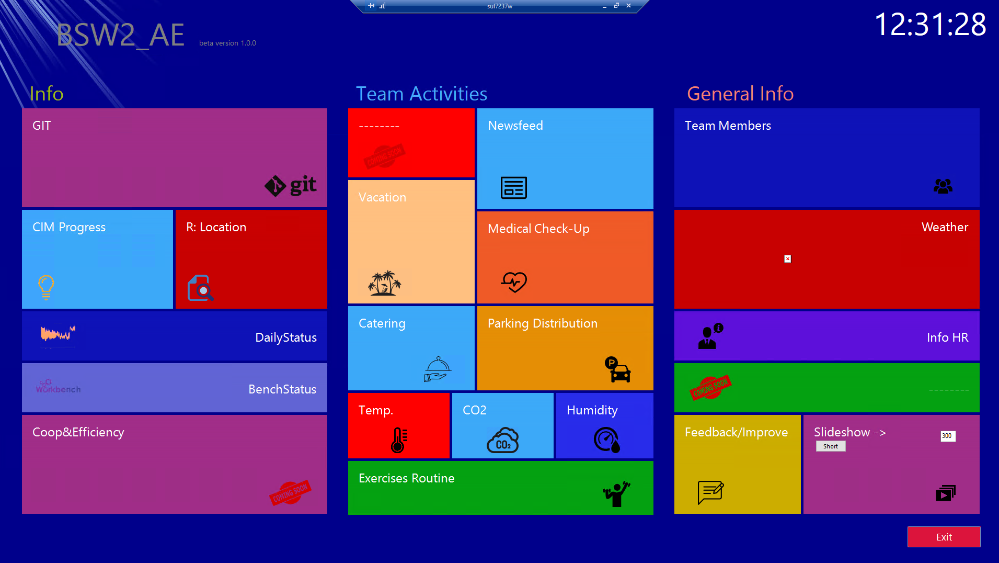 sul7237w
BSW2_AE
beta version 1.0.0
12:31:28
Info
GIT
git
CIM Progress
R: Location
DailyStatus
Workbench
BenchStatus
Coop&Efficiency
COMING SOON
Team Activities
--------
COMING SOON
Newsfeed
Vacation
Medical Check-Up
Catering
Parking Distribution
P
Temp.
CO2
CO₂
Humidity
Exercises Routine
General Info
Team Members
Weather
i
Info HR
COMING SOON
--------
Feedback/Improve
Slideshow ->
300
Short
Exit